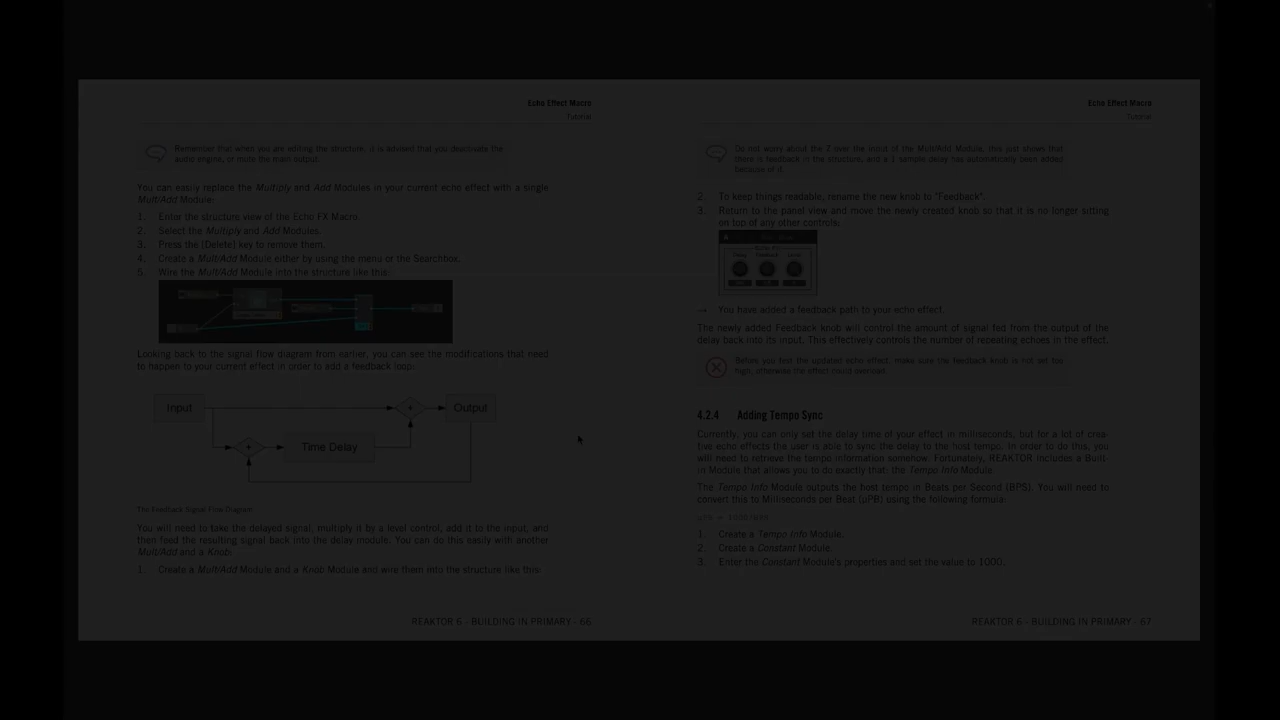 Echo Effect Macro
Tutorial
Remember that when you are editing the structure, it is advised that you deactivate the
audio engine, or mute the main output.
You can easily replace the Multiply and Add Modules in your current echo effect with a single
Mult/Add Module:
1. Enter the structure view of the Echo FX Macro.
2. Select the Multiply and Add Modules.
3. Press the [Delete] key to remove them.
4. Create a Mult/Add Module either by using the menu or the Searchbox.
5. Wire the Mult/Add Module into the structure like this:
Looking back to the signal flow diagram from earlier, you can see the modifications that need
to happen to your current effect in order to add a feedback loop:
Input
+
Output
+
Time Delay
The Feedback Signal Flow Diagram
You will need to take the delayed signal, multiply it by a level control, add it to the input, and
then feed the resulting signal back into the delay module. You can do this easily with another
Mult/Add and a Knob:
1. Create a Mult/Add Module and a Knob Module and wire them into the structure like this:
REAKTOR 6 - BUILDING IN PRIMARY - 66
Echo Effect Macro
Tutorial
Do not worry about the Z over the input of the Mult/Add Module, this just shows that
there is feedback in the structure, and a 1 sample delay has automatically been added
because of it.
2. To keep things readable, rename the new knob to "Feedback".
3. Return to the panel view and move the newly created knob so that it is no longer sitting
on top of any other controls:
→ You have added a feedback path to your echo effect.
The newly added Feedback knob will control the amount of signal fed from the output of the
delay back into its input. This effectively controls the number of repeating echoes in the effect.
Before you test the updated echo effect, make sure the feedback knob is not set too
high, otherwise the effect could overload.
4.2.4 Adding Tempo Sync
Currently, you can only set the delay time of your effect in milliseconds, but for a lot of crea-
tive echo effects the user is able to sync the delay to the host tempo. In order to do this, you
will need to retrieve the tempo information somehow. Fortunately, REAKTOR includes a Built-
in Module that allows you to do exactly that: the Tempo Info Module.
The Tempo Info Module outputs the host tempo in Beats per Second (BPS). You will need to
convert this to Milliseconds per Beat (μPB) using the following formula:
μPB = 1000/BPS
1. Create a Tempo Info Module.
2. Create a Constant Module.
3. Enter the Constant Module's properties and set the value to 1000.
REAKTOR 6 - BUILDING IN PRIMARY - 67